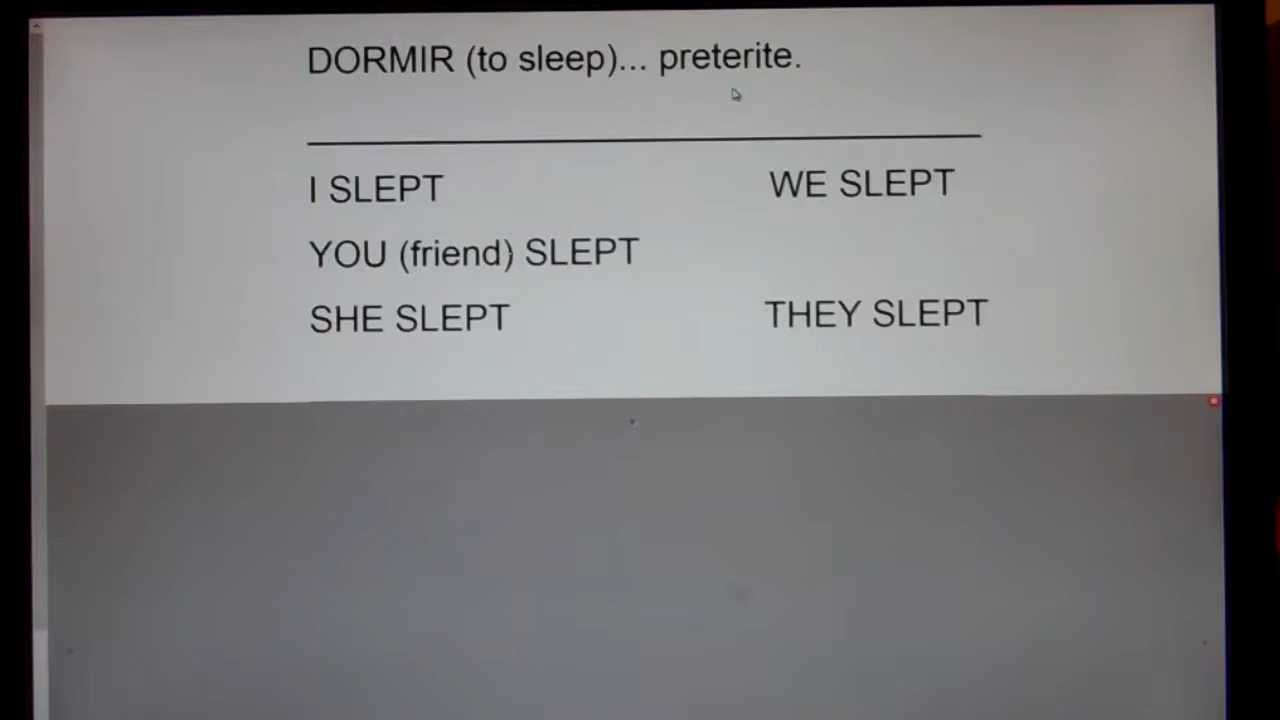 DORMIR (to sleep)... preterite.
I SLEPT WE SLEPT
YOU (friend) SLEPT
SHE SLEPT THEY SLEPT